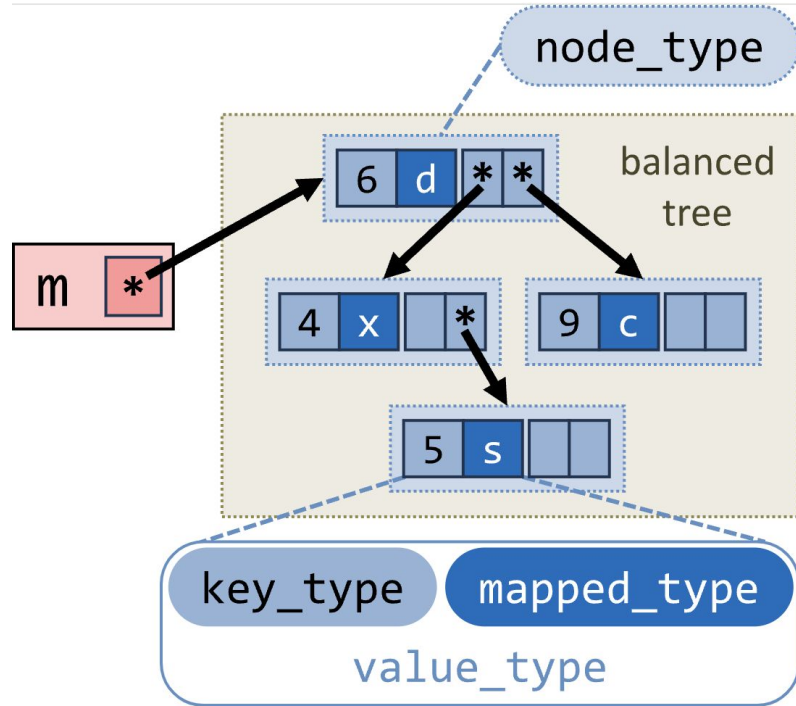 node_type
6 d * *
balanced
tree
m *
4 x *
9 c
5 s
key_type mapped_type
value_type